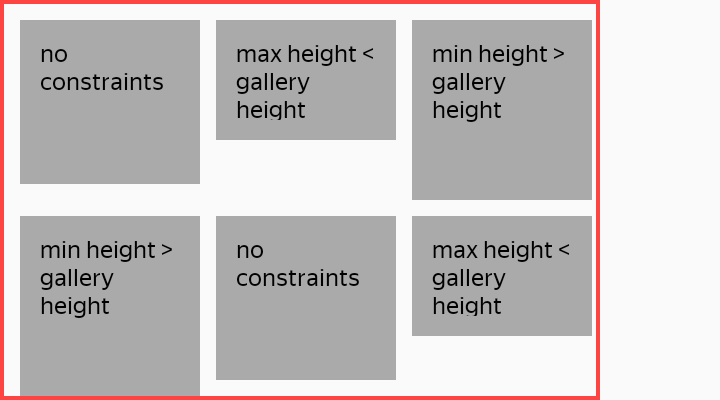 no
constraints
max height <
gallery
height
min height >
gallery
height
min height >
gallery
height
no
constraints
max height <
gallery
height